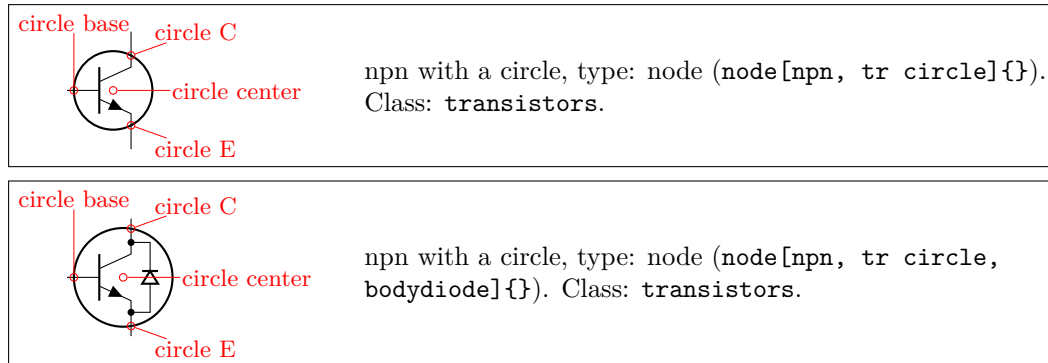 circle base
circle C
circle center
circle E
npn with a circle, type: node (node[npn, tr circle]{}).
Class: transistors.
circle base
circle C
circle center
circle E
npn with a circle, type: node (node[npn, tr circle,
bodydiode]{}). Class: transistors.